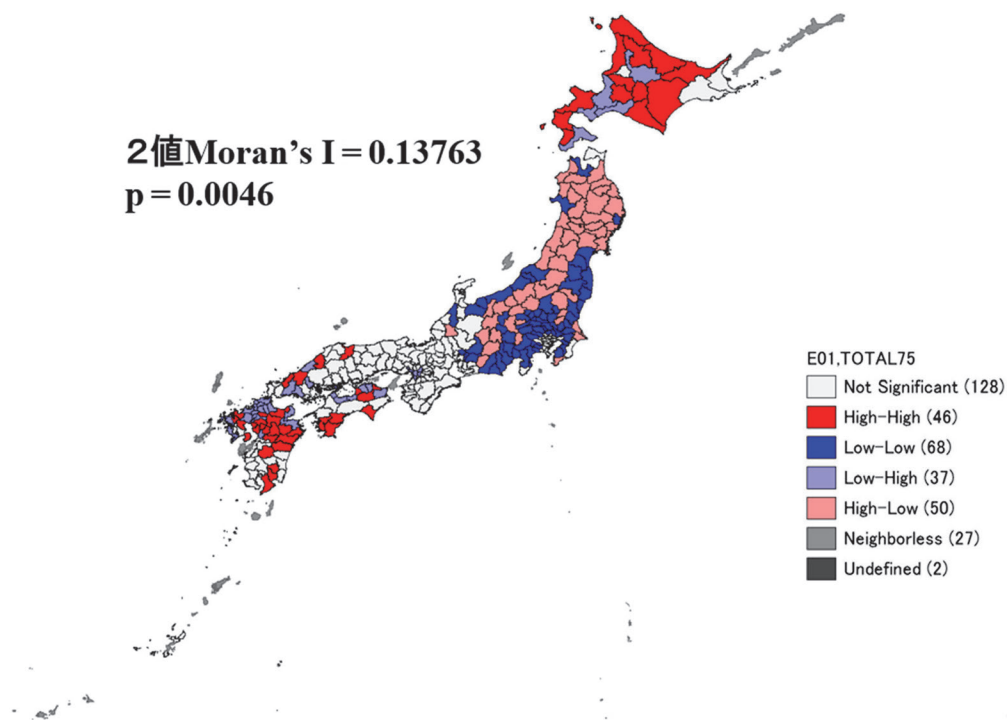 2値Moran's I = 0.13763
p = 0.0046
E01,TOTAL75
Not Significant (128)
High-High (46)
Low-Low (68)
Low-High (37)
High-Low (50)
Neighborless (27)
Undefined (2)